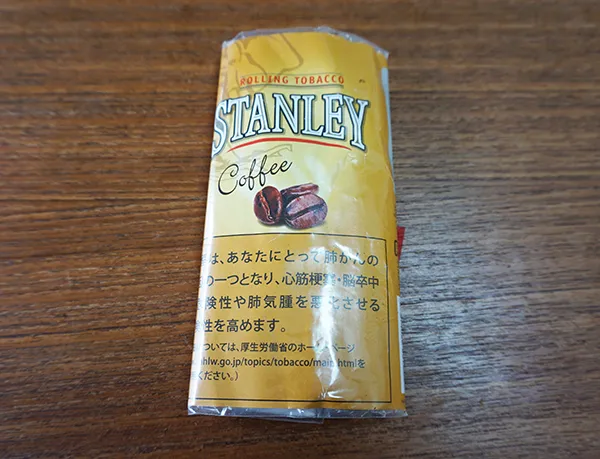 ROLLING TOBACCO
STANLEY
Coffee
は、あなたにとって肺がんの
の一つとなり、心筋梗塞・脳卒中
険性や肺気腫を悪化させる
性を高めます。
ついては、厚生労働省のホームページ
hlw.go.jp/topics/tobacco/main.htmlを
ください。)